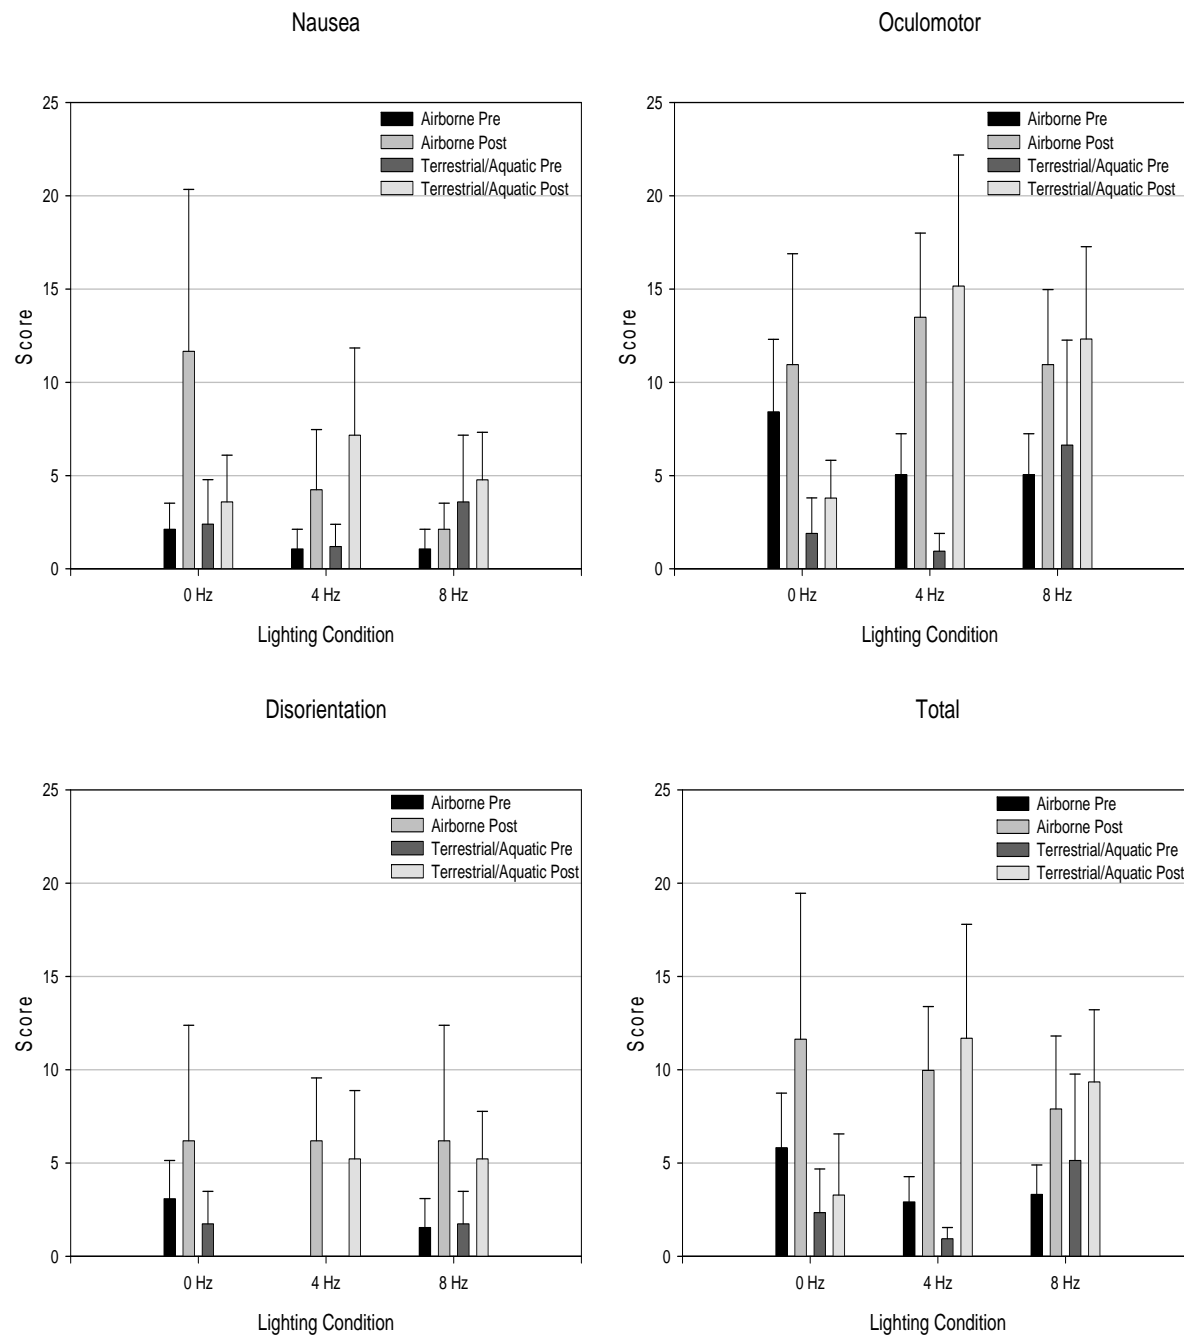 Nausea
25
20
15
10
5
0
Score
Airborne Pre
Airborne Post
Terrestrial/Aquatic Pre
Terrestrial/Aquatic Post
0 Hz 4 Hz 8 Hz
Lighting Condition
Oculomotor
25
20
15
10
5
0
Score
Airborne Pre
Airborne Post
Terrestrial/Aquatic Pre
Terrestrial/Aquatic Post
0 Hz 4 Hz 8 Hz
Lighting Condition
Disorientation
25
20
15
10
5
0
Score
Airborne Pre
Airborne Post
Terrestrial/Aquatic Pre
Terrestrial/Aquatic Post
0 Hz 4 Hz 8 Hz
Lighting Condition
Total
25
20
15
10
5
0
Score
Airborne Pre
Airborne Post
Terrestrial/Aquatic Pre
Terrestrial/Aquatic Post
0 Hz 4 Hz 8 Hz
Lighting Condition